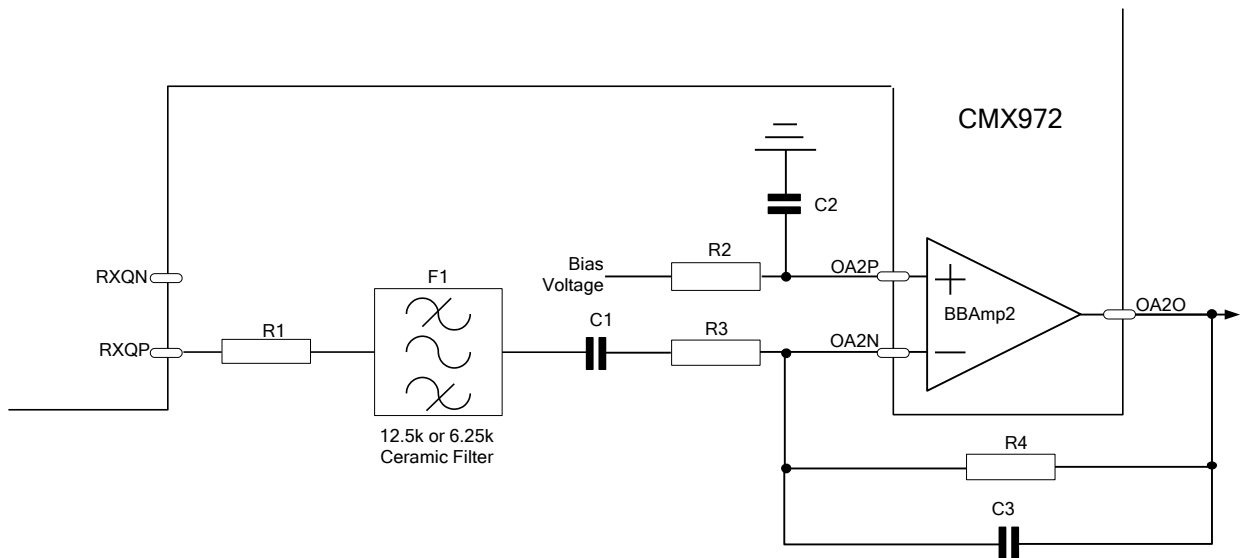 CMX972
C2
R2
OA2P
Bias
Voltage
RXQN
F1
BBAmp2
OA2O
C1
R3
OA2N
R1
RXQP
12.5k or 6.25k
Ceramic Filter
R4
C3